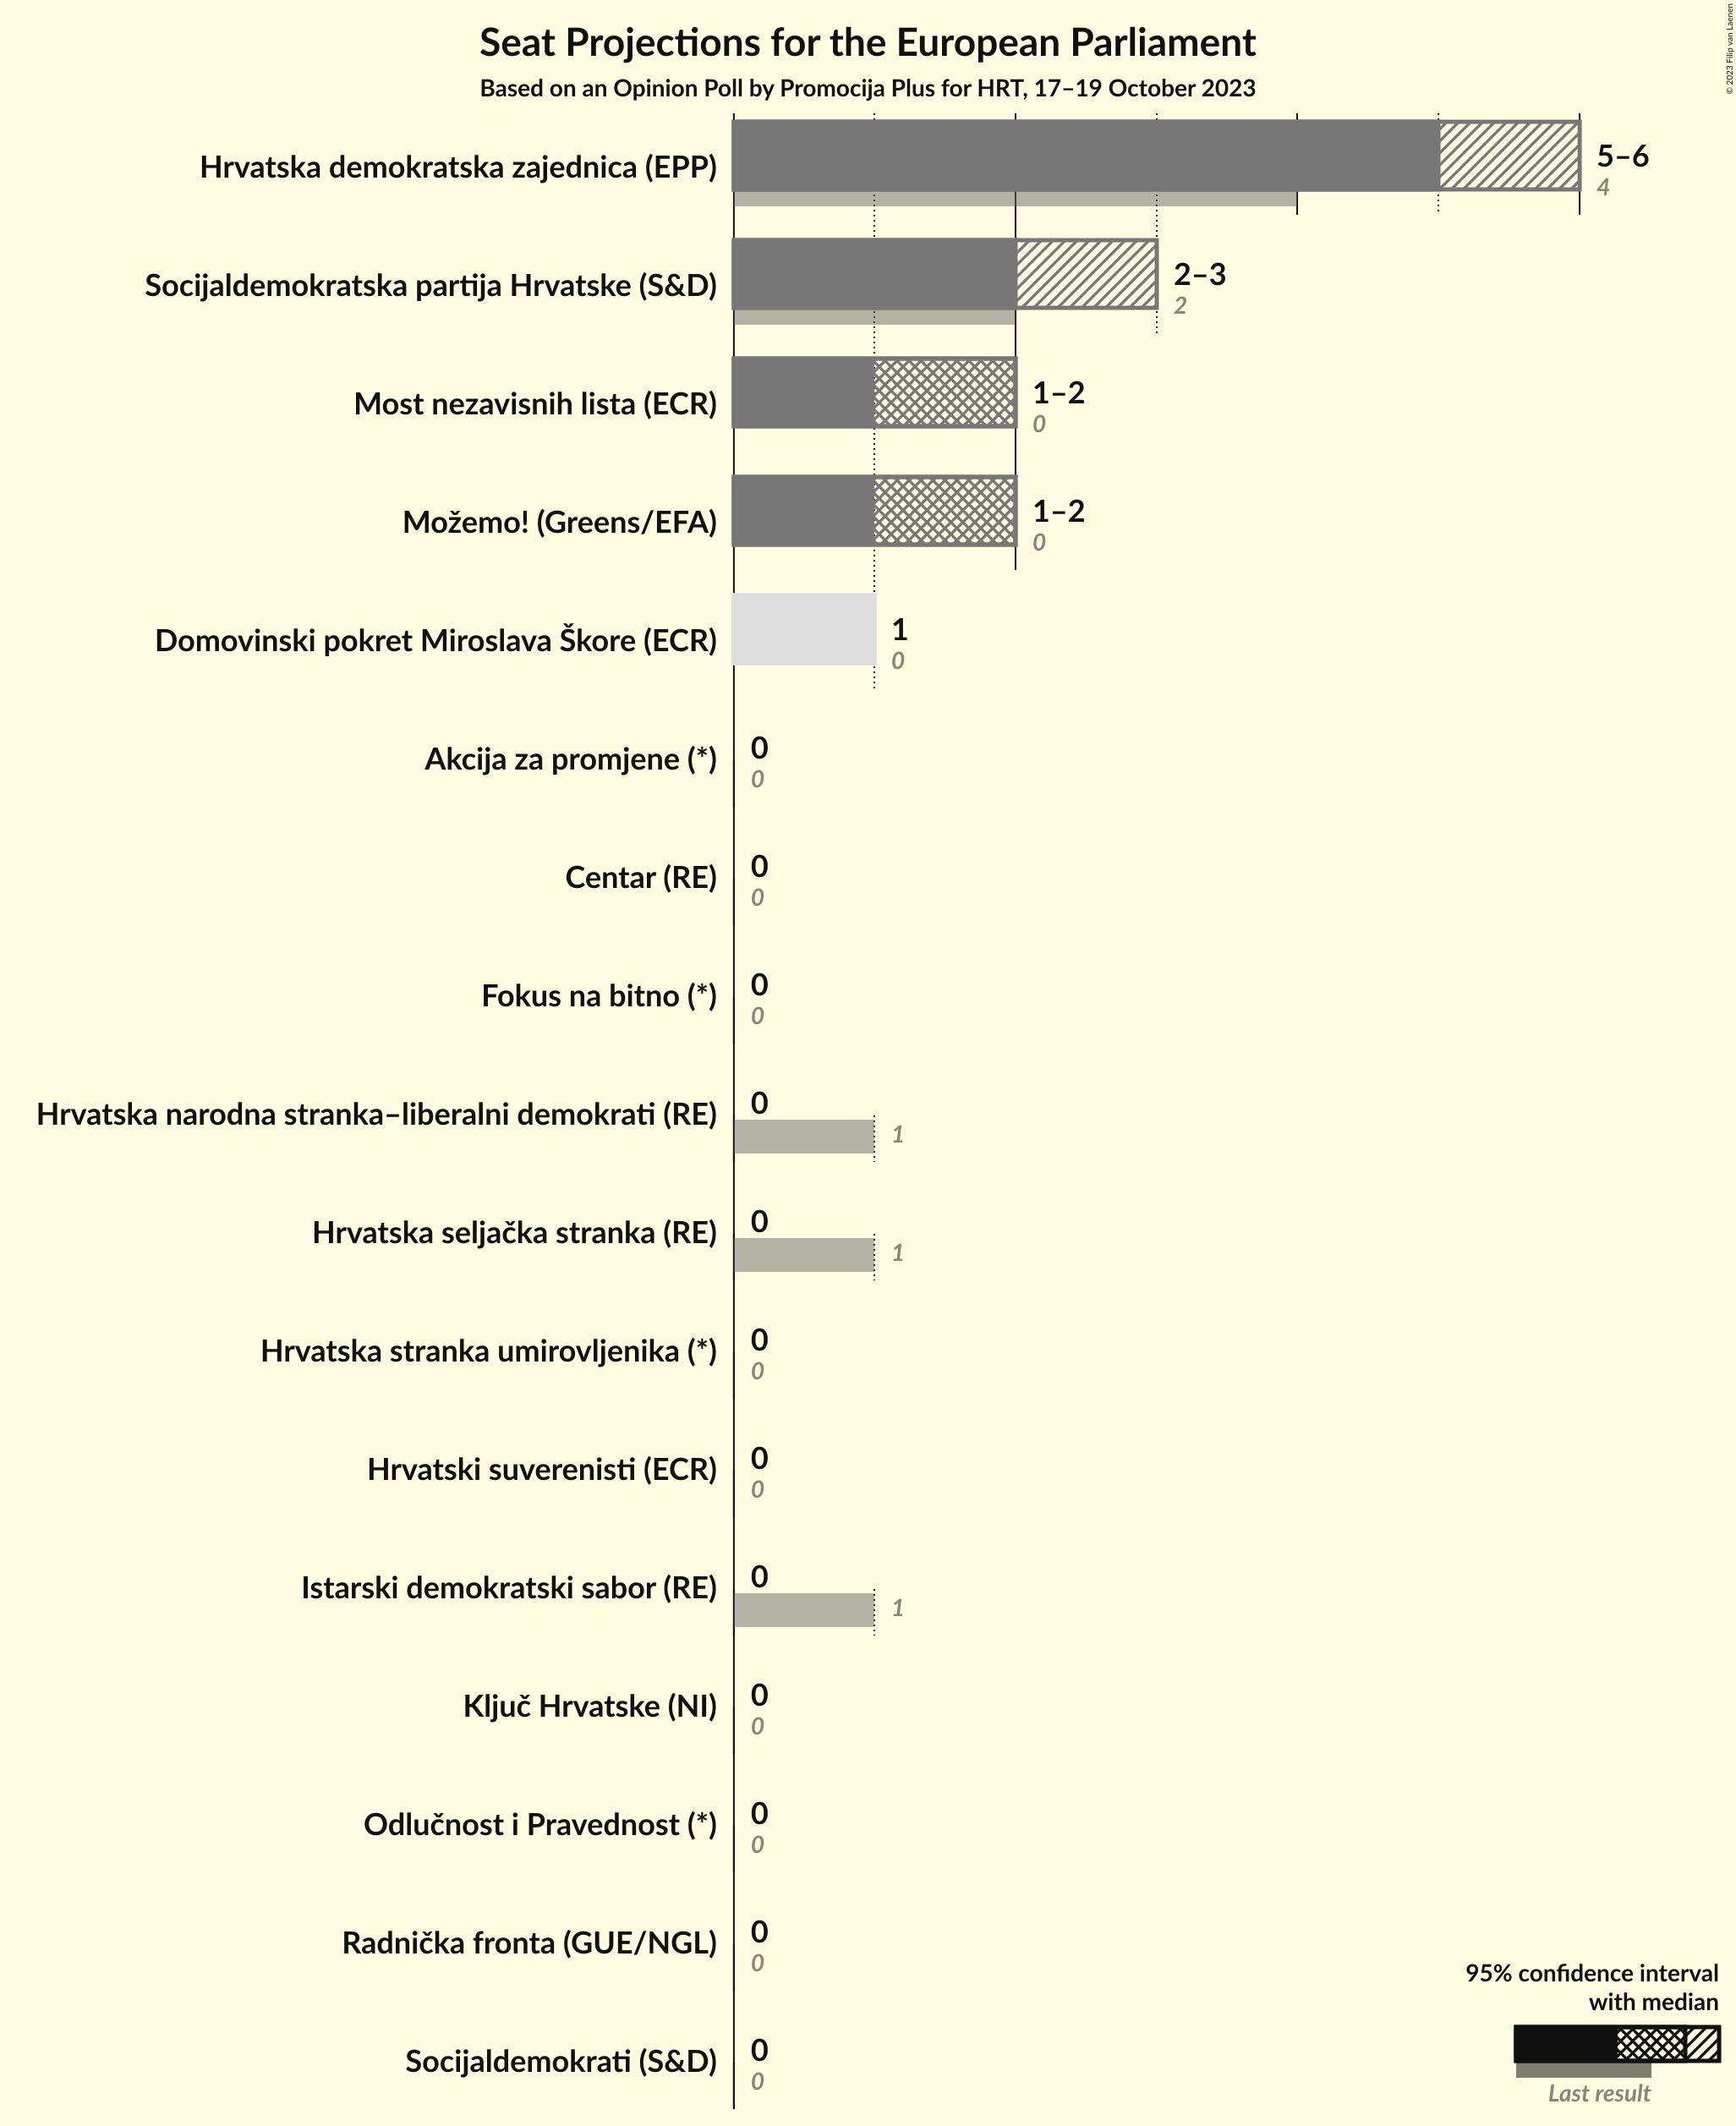 Seat Projections for the European Parliament
Based on an Opinion Poll by Promocija Plus for HRT, 17–19 October 2023
© 2023 Filip van Laenen
Hrvatska demokratska zajednica (EPP)
5–6
4
Socijaldemokratska partija Hrvatske (S&D)
2–3
2
Most nezavisnih lista (ECR)
1–2
0
Možemo! (Greens/EFA)
1–2
0
Domovinski pokret Miroslava Škore (ECR)
1
0
Akcija za promjene (*)
0
0
Centar (RE)
0
0
Fokus na bitno (*)
0
0
Hrvatska narodna stranka–liberalni demokrati (RE)
0
1
Hrvatska seljačka stranka (RE)
0
1
Hrvatska stranka umirovljenika (*)
0
0
Hrvatski suverenisti (ECR)
0
0
Istarski demokratski sabor (RE)
0
1
Ključ Hrvatske (NI)
0
0
Odlučnost i Pravednost (*)
0
0
Radnička fronta (GUE/NGL)
0
0
Socijaldemokrati (S&D)
0
0
95% confidence interval
with median
Last result